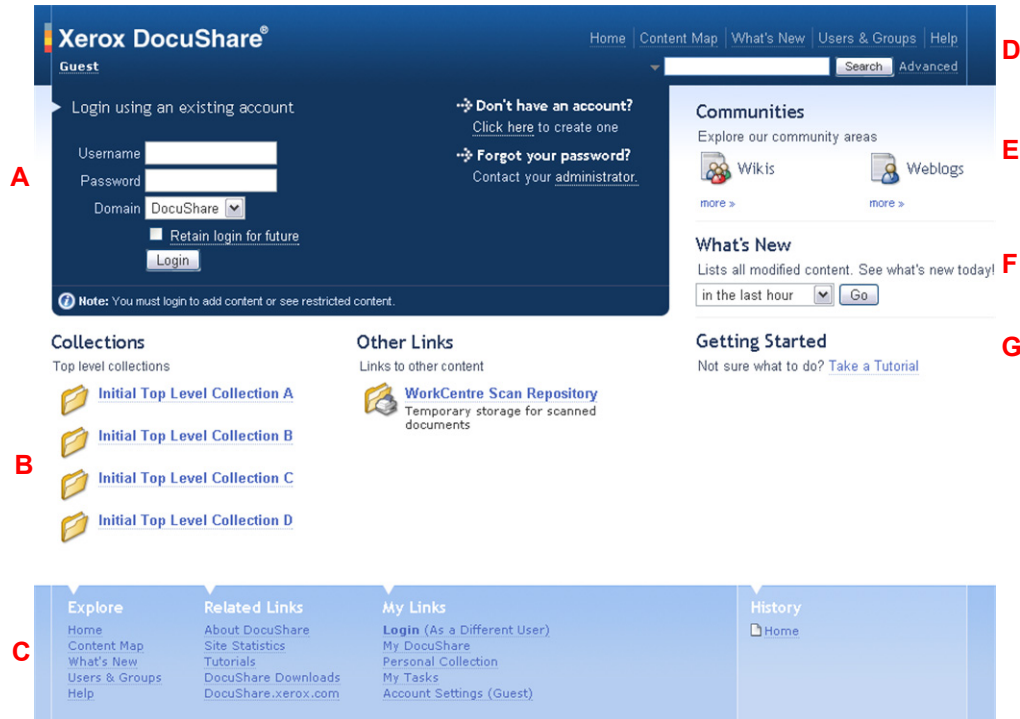 Xerox DocuShare®
Guest
Home Content Map What's New Users & Groups Help
Search Advanced
D
A
Login using an existing account
Username
Password
Domain DocuShare
Retain login for future
Login
Don't have an account?
Click here to create one
Forgot your password?
Contact your administrator.
Note: You must login to add content or see restricted content.
Communities
Explore our community areas
Wikis Weblogs
more » more »
E
What's New
Lists all modified content. See what's new today!
in the last hour Go
F
Getting Started
Not sure what to do? Take a Tutorial
G
B
Collections
Top level collections
Initial Top Level Collection A
Initial Top Level Collection B
Initial Top Level Collection C
Initial Top Level Collection D
Other Links
Links to other content
WorkCentre Scan Repository
Temporary storage for scanned
documents
C
Explore
Home
Content Map
What's New
Users & Groups
Help
Related Links
About DocuShare
Site Statistics
Tutorials
DocuShare Downloads
DocuShare.xerox.com
My Links
Login (As a Different User)
My DocuShare
Personal Collection
My Tasks
Account Settings (Guest)
History
Home